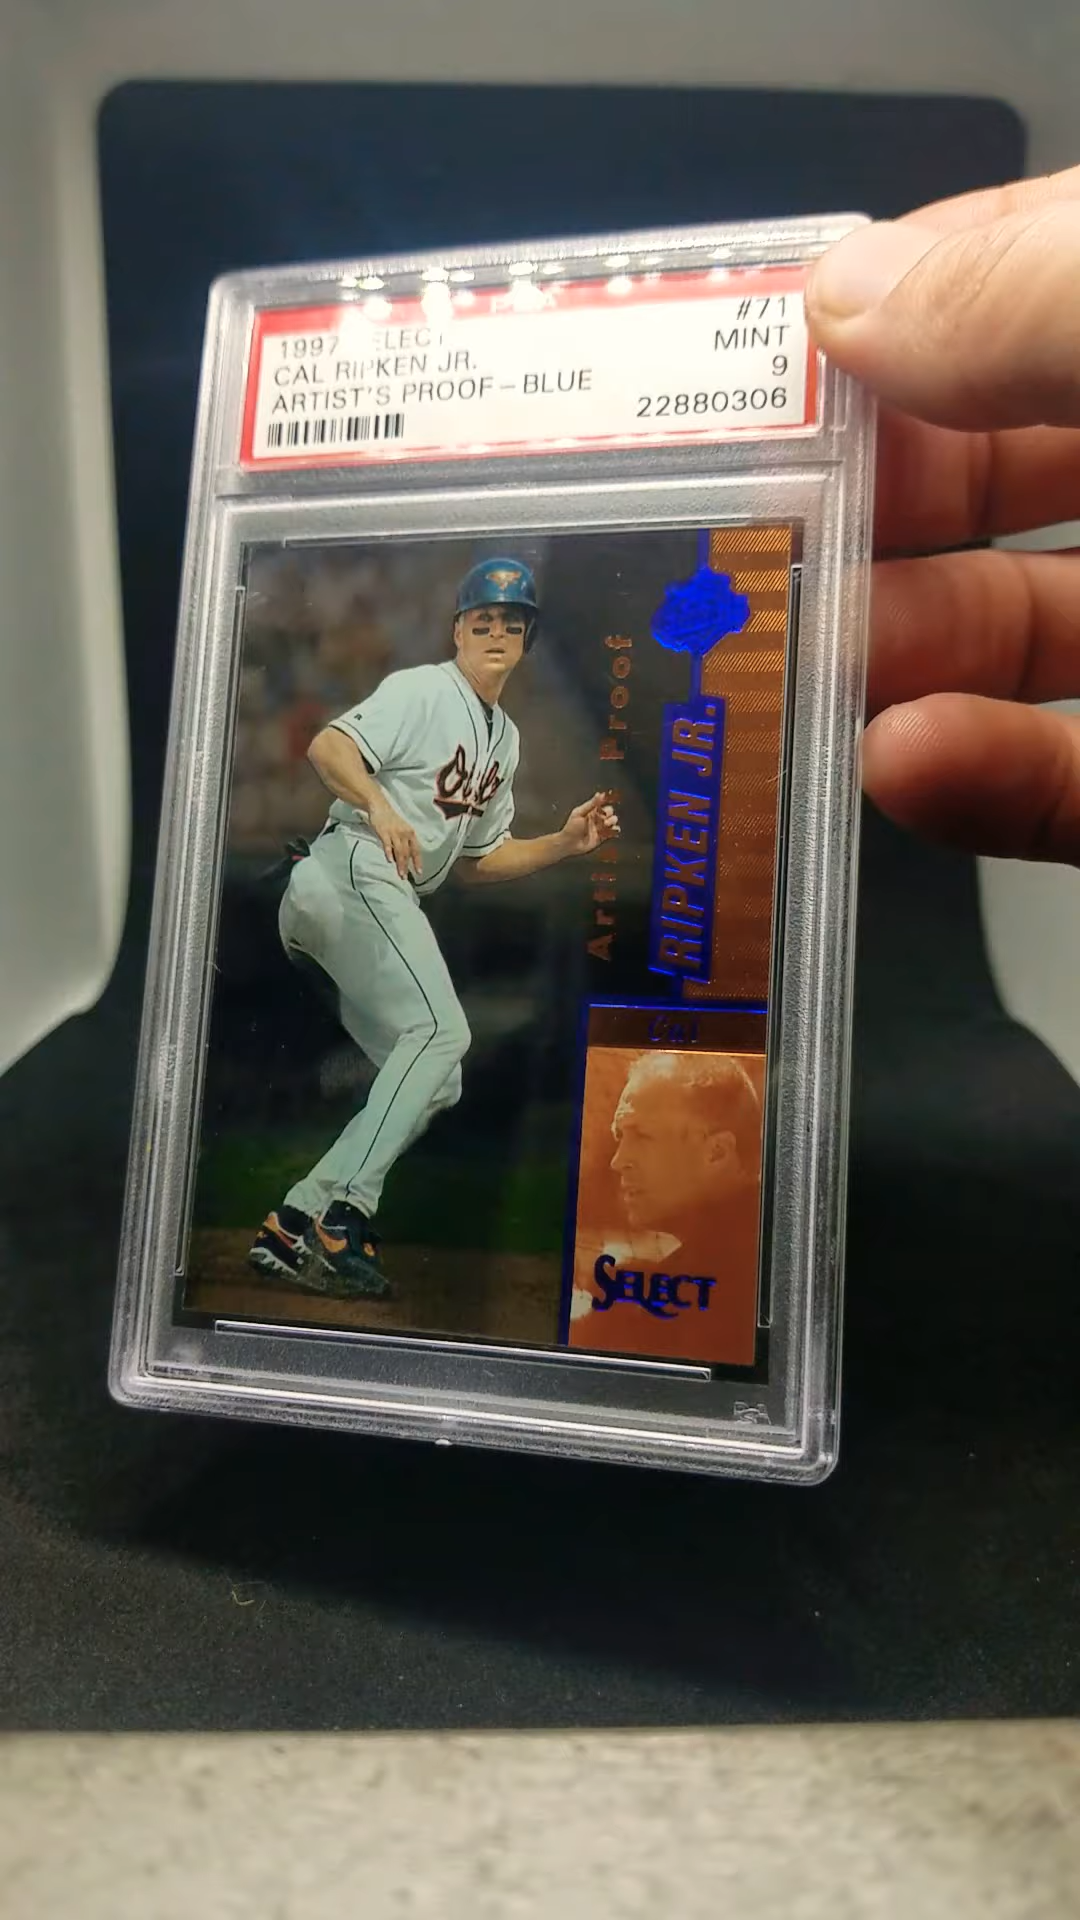 1997 SELECT
CAL RIPKEN JR.
ARTIST'S PROOF - BLUE
#71
MINT
9
22880306
Artist Proof
RIPKEN JR.
Cal
SELECT